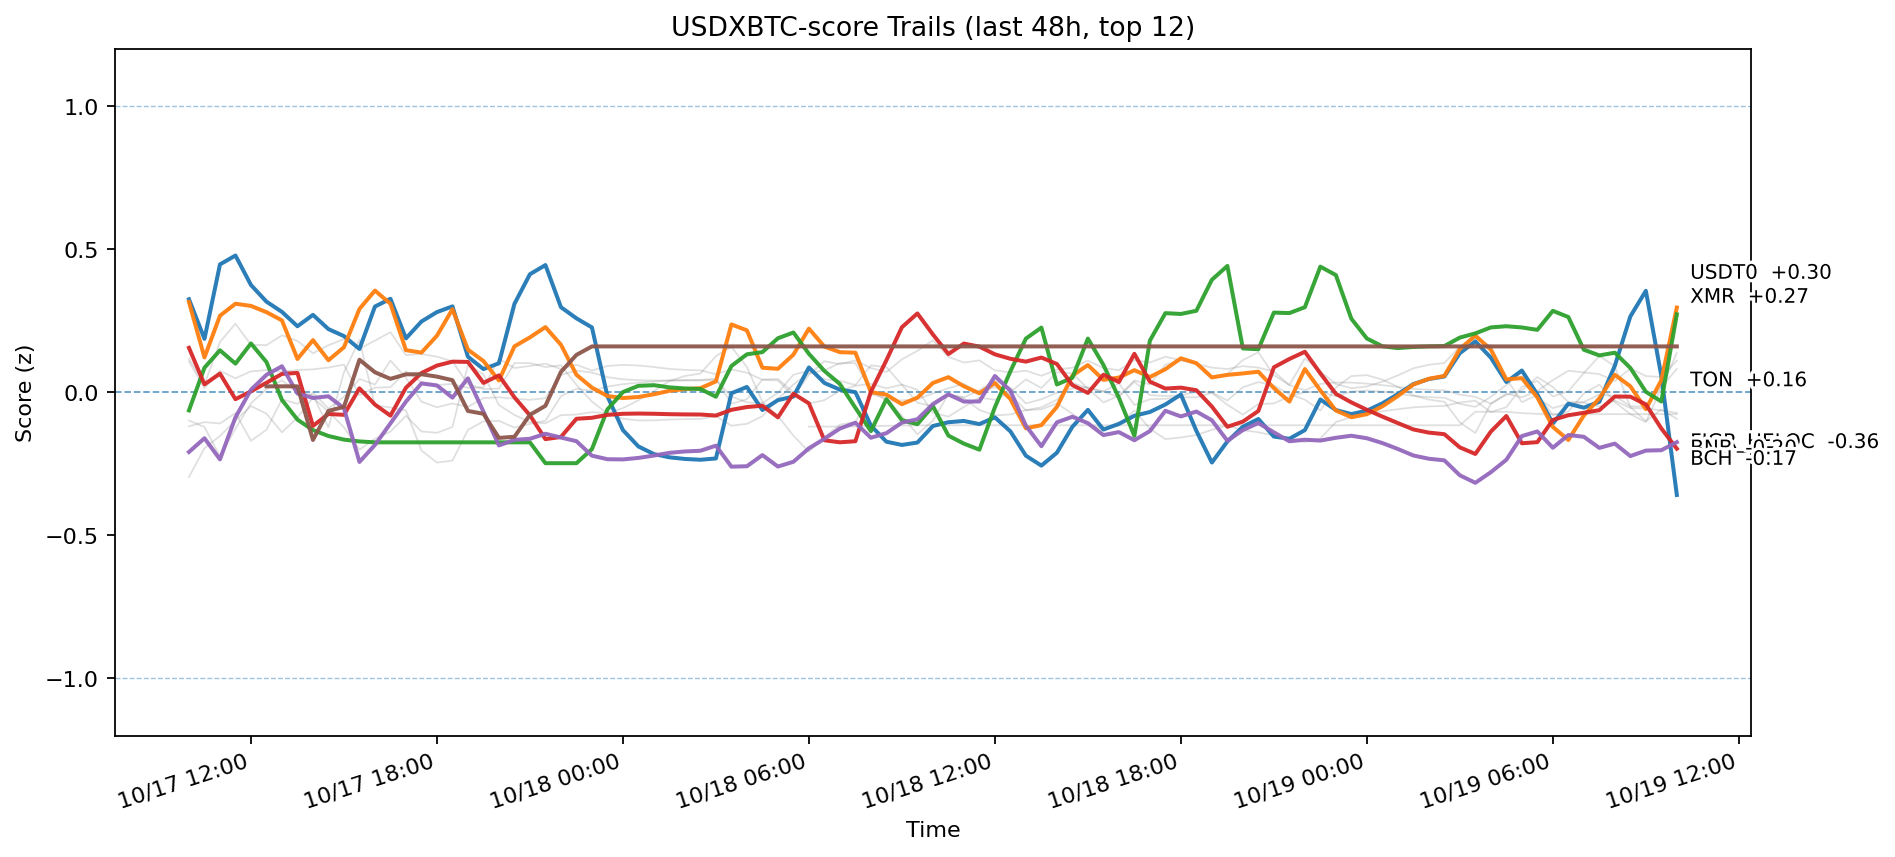 USDXBTC-score Trails (last 48h, top 12)
Score (z)
1.0
0.5
0.0
−0.5
−1.0
USDT0 +0.30
XMR +0.27
TON +0.16
-0.36
BCH -0.17
10/17 12:00
10/17 18:00
10/18 00:00
10/18 06:00
10/18 12:00
10/18 18:00
10/19 00:00
10/19 06:00
10/19 12:00
Time